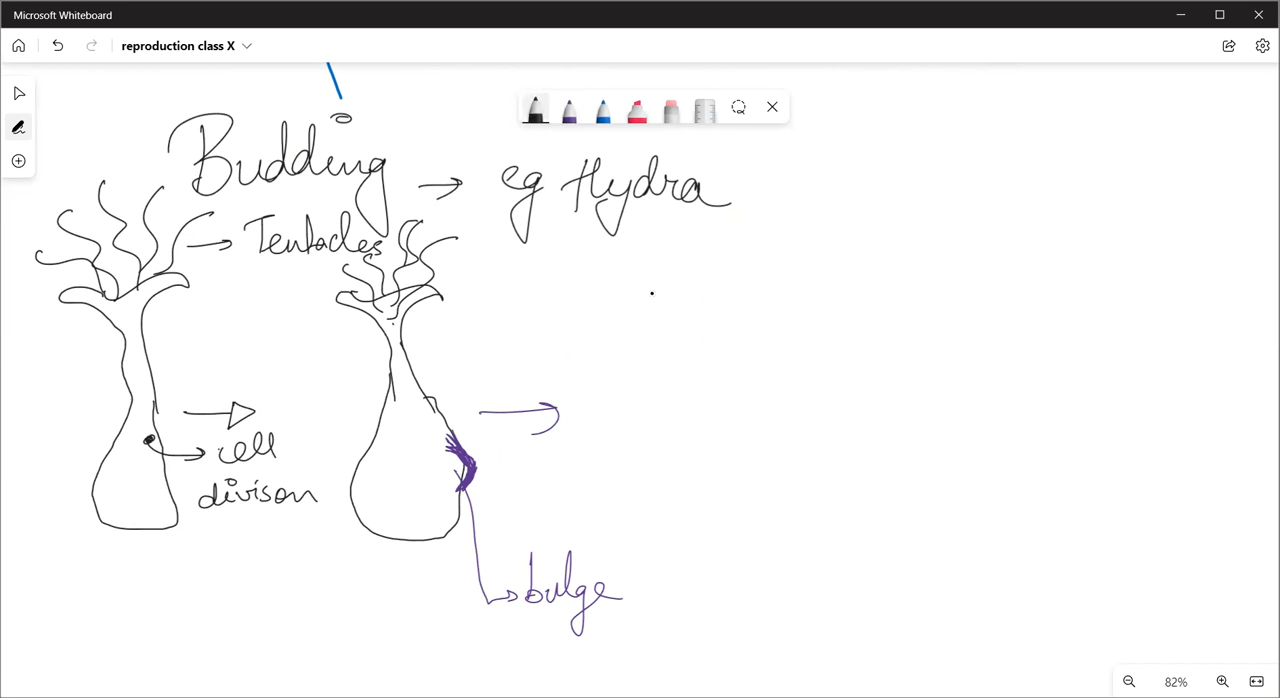 Microsoft Whiteboard
reproduction class X
Budding → eg Hydra
→ Tentacles
cell
divison
bulge
82%